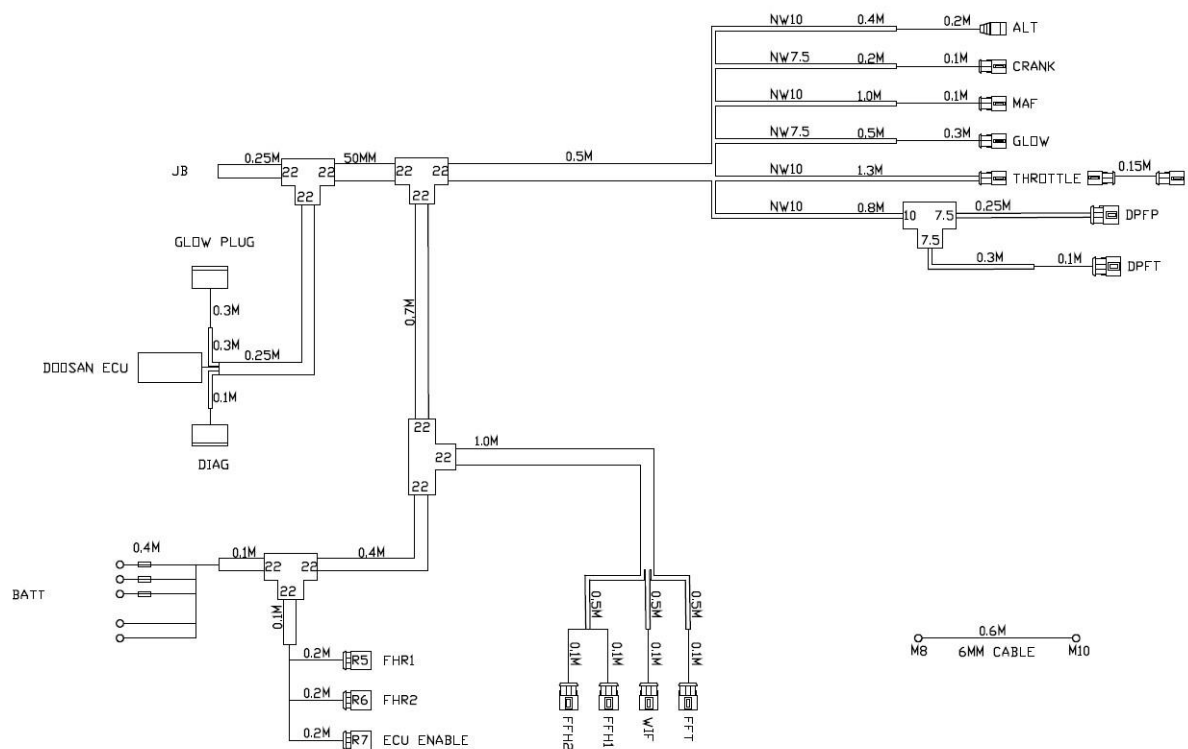 NW10 0.4M 0.2M ALT
NW7.5 0.2M 0.1M CRANK
NW10 1.0M 0.1M MAF
NW7.5 0.5M 0.3M GLOW
JB 0.25M 22 22 22 50MM 22 22 22 0.5M
NW10 1.3M THROTTLE 0.15M
NW10 0.8M 10 7.5 7.5 0.25M DPFP
0.3M 0.1M DPFT
GLOW PLUG
0.3M
0.3M
DOOSAN ECU 0.25M
0.1M
DIAG
0.7M
22 22 22
1.0M
BATT 0.4M
0.1M 22 22 22 0.4M
0.1M
0.2M R5 FHR1
0.2M R6 FHR2
0.2M R7 ECU ENABLE
0.5M 0.5M 0.5M
0.1M 0.1M 0.1M 0.1M
FFH2 FFH1 WIF FFT
0.6M
M8 6MM CABLE M10